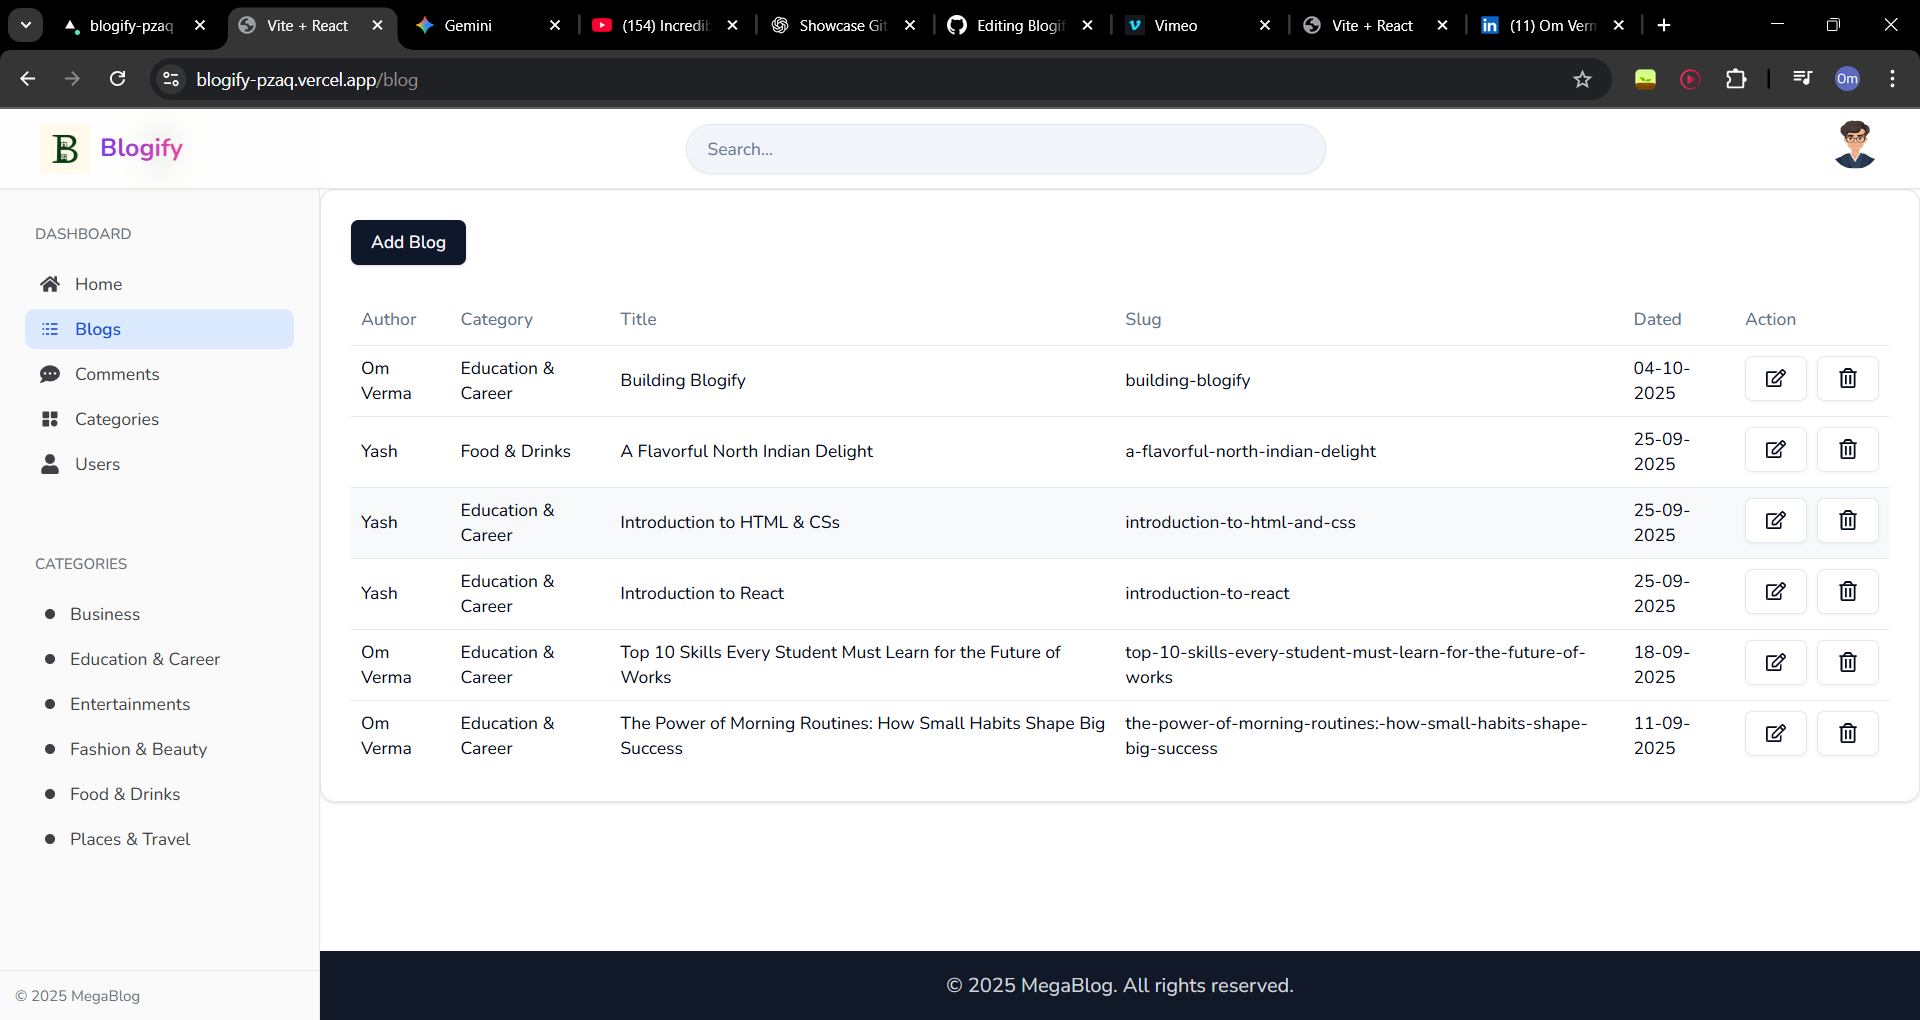 blogify-pzaq
Vite + React
Gemini
(154) Incredib
Showcase Git
Editing Blogif
Vimeo
Vite + React
(11) Om Verm
blogify-pzaq.vercel.app/blog
Om
B Blogify
Search...
DASHBOARD
Home
Blogs
Comments
Categories
Users
CATEGORIES
Business
Education & Career
Entertainments
Fashion & Beauty
Food & Drinks
Places & Travel
© 2025 MegaBlog
Add Blog
Author Category Title Slug Dated Action
Om Verma Education & Career Building Blogify building-blogify 04-10-2025
Yash Food & Drinks A Flavorful North Indian Delight a-flavorful-north-indian-delight 25-09-2025
Yash Education & Career Introduction to HTML & CSs introduction-to-html-and-css 25-09-2025
Yash Education & Career Introduction to React introduction-to-react 25-09-2025
Om Verma Education & Career Top 10 Skills Every Student Must Learn for the Future of Works top-10-skills-every-student-must-learn-for-the-future-of-works 18-09-2025
Om Verma Education & Career The Power of Morning Routines: How Small Habits Shape Big Success the-power-of-morning-routines:-how-small-habits-shape-big-success 11-09-2025
© 2025 MegaBlog. All rights reserved.